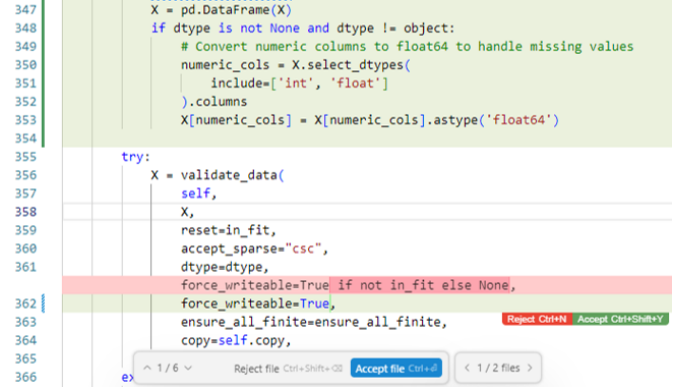 347 X = pd.DataFrame(X)
348 if dtype is not None and dtype != object:
349 # Convert numeric columns to float64 to handle missing values
350 numeric_cols = X.select_dtypes(
351 include=['int', 'float']
352 ).columns
353 X[numeric_cols] = X[numeric_cols].astype('float64')
354
355 try:
356 X = validate_data(
357 self,
358 X,
359 reset=in_fit,
360 accept_sparse="csc",
361 dtype=dtype,
force_writeable=True if not in_fit else None,
362 force_writeable=True,
Reject Ctrl+N Accept Ctrl+Shift+Y
363 ensure_all_finite=ensure_all_finite,
364 copy=self.copy,
365
366 ex
1 / 6 Reject file Ctrl+Shift+⌫ Accept file Ctrl+⏎ 1 / 2 files